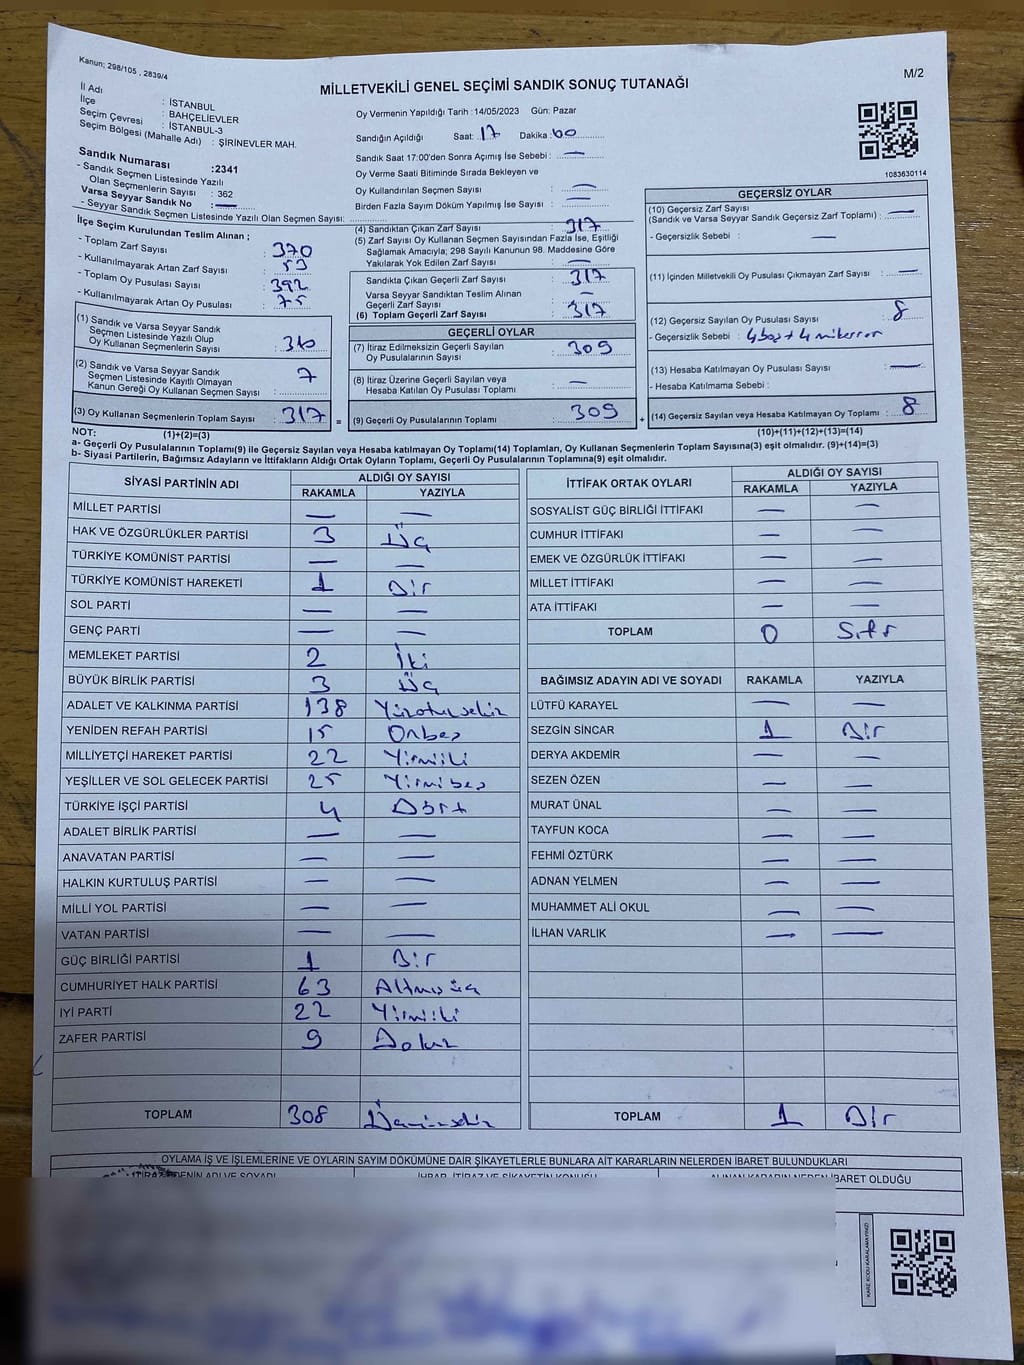 Kanun; 298/105 , 2839/4
MİLLETVEKİLİ GENEL SEÇİMİ SANDIK SONUÇ TUTANAĞI
M/2
İl Adı : İSTANBUL
İlçe : BAHÇELİEVLER
Seçim Çevresi : İSTANBUL-3
Seçim Bölgesi (Mahalle Adı) : ŞİRİNEVLER MAH.
Sandık Numarası :2341
- Sandık Seçmen Listesinde Yazılı
Olan Seçmenlerin Sayısı : 362
Varsa Seyyar Sandık No : —
- Seyyar Sandık Seçmen Listesinde Yazılı Olan Seçmen Sayısı:
Oy Vermenin Yapıldığı Tarih : 14/05/2023 Gün: Pazar
Sandığın Açıldığı Saat: 17 Dakika : 00
Sandık Saat 17:00'den Sonra Açımış İse Sebebi : —
Oy Verme Saati Bitiminde Sırada Bekleyen ve
Oy Kullandırılan Seçmen Sayısı : —
Birden Fazla Sayım Döküm Yapılmış İse Sayısı : —
1083630114
İlçe Seçim Kurulundan Teslim Alınan ;
- Toplam Zarf Sayısı : 370
- Kullanılmayarak Artan Zarf Sayısı : 53
- Toplam Oy Pusulası Sayısı : 392
- Kullanılmayarak Artan Oy Pusulası : 75
(1) Sandık ve Varsa Seyyar Sandık
Seçmen Listesinde Yazılı Olup
Oy Kullanan Seçmenlerin Sayısı : 310
(2) Sandık ve Varsa Seyyar Sandık
Seçmen Listesinde Kayıtlı Olmayan
Kanun Gereği Oy Kullanan Seçmen Sayısı : 7
(3) Oy Kullanan Seçmenlerin Toplam Sayısı : 317
(1)+(2)=(3)
(4) Sandıktan Çıkan Zarf Sayısı : 317
(5) Zarf Sayısı Oy Kullanan Seçmen Sayısından Fazla İse, Eşitliği
Sağlamak Amacıyla; 298 Sayılı Kanunun 98. Maddesine Göre
Yakılarak Yok Edilen Zarf Sayısı : —
Sandıkta Çıkan Geçerli Zarf Sayısı : 317
Varsa Seyyar Sandıktan Teslim Alınan
Geçerli Zarf Sayısı : —
(6) Toplam Geçerli Zarf Sayısı : 317
GEÇERLİ OYLAR
(7) İtiraz Edilmeksizin Geçerli Sayılan
Oy Pusulalarının Sayısı : 309
(8) İtiraz Üzerine Geçerli Sayılan veya
Hesaba Katılan Oy Pusulası Toplamı : —
= (9) Geçerli Oy Pusulalarının Toplamı : 309 +
GEÇERSİZ OYLAR
(10) Geçersiz Zarf Sayısı
(Sandık ve Varsa Seyyar Sandık Geçersiz Zarf Toplamı) : —
- Geçersizlik Sebebi : —
(11) İçinden Milletvekili Oy Pusulası Çıkmayan Zarf Sayısı : —
(12) Geçersiz Sayılan Oy Pusulası Sayısı : 8
- Geçersizlik Sebebi : 4 boş + 4 mükerrer
(13) Hesaba Katılmayan Oy Pusulası Sayısı : —
- Hesaba Katılmama Sebebi :
(14) Geçersiz Sayılan veya Hesaba Katılmayan Oy Toplamı : 8
(10)+(11)+(12)+(13)=(14)
NOT:
a- Geçerli Oy Pusulalarının Toplamı(9) ile Geçersiz Sayılan veya Hesaba katılmayan Oy Toplamı(14) Toplamları, Oy Kullanan Seçmenlerin Toplam Sayısına(3) eşit olmalıdır. (9)+(14)=(3)
b- Siyasi Partilerin, Bağımsız Adayların ve İttifakların Aldığı Ortak Oyların Toplamı, Geçerli Oy Pusulalarının Toplamına(9) eşit olmalıdır.
SİYASİ PARTİNİN ADI ALDIĞI OY SAYISI
RAKAMLA YAZIYLA
MİLLET PARTİSİ — —
HAK VE ÖZGÜRLÜKLER PARTİSİ 3 Üç
TÜRKİYE KOMÜNİST PARTİSİ — —
TÜRKİYE KOMÜNİST HAREKETİ 1 Bir
SOL PARTİ — —
GENÇ PARTİ — —
MEMLEKET PARTİSİ 2 İki
BÜYÜK BİRLİK PARTİSİ 3 Üç
ADALET VE KALKINMA PARTİSİ 138 Yüzotuzsekiz
YENİDEN REFAH PARTİSİ 15 Onbeş
MİLLİYETÇİ HAREKET PARTİSİ 22 Yirmiiki
YEŞİLLER VE SOL GELECEK PARTİSİ 25 Yirmibeş
TÜRKİYE İŞÇİ PARTİSİ 4 Dört
ADALET BİRLİK PARTİSİ — —
ANAVATAN PARTİSİ — —
HALKIN KURTULUŞ PARTİSİ — —
MİLLİ YOL PARTİSİ — —
VATAN PARTİSİ — —
GÜÇ BİRLİĞİ PARTİSİ 1 Bir
CUMHURİYET HALK PARTİSİ 63 Altmışüç
İYİ PARTİ 22 Yirmiiki
ZAFER PARTİSİ 9 Dokuz
TOPLAM 308 Üçyüzsekiz
İTTİFAK ORTAK OYLARI ALDIĞI OY SAYISI
RAKAMLA YAZIYLA
SOSYALİST GÜÇ BİRLİĞİ İTTİFAKI — —
CUMHUR İTTİFAKI — —
EMEK VE ÖZGÜRLÜK İTTİFAKI — —
MİLLET İTTİFAKI — —
ATA İTTİFAKI — —
TOPLAM 0 Sıfır
BAĞIMSIZ ADAYIN ADI VE SOYADI RAKAMLA YAZIYLA
LÜTFÜ KARAYEL — —
SEZGİN SİNCAR 1 Bir
DERYA AKDEMİR — —
SEZEN ÖZEN — —
MURAT ÜNAL — —
TAYFUN KOCA — —
FEHMİ ÖZTÜRK — —
ADNAN YELMEN — —
MUHAMMET ALİ OKUL — —
İLHAN VARLIK — —
TOPLAM 1 Bir
OYLAMA İŞ VE İŞLEMLERİNE VE OYLARIN SAYIM DÖKÜMÜNE DAİR ŞİKAYETLERLE BUNLARA AİT KARARLARIN NELERDEN İBARET BULUNDUKLARI
İTİRAZ EDENİN ADI VE SOYADI İHBAR, İTİRAZ VE ŞİKAYETİN KONUSU ALINAN KARARIN NEDEN İBARET OLDUĞU